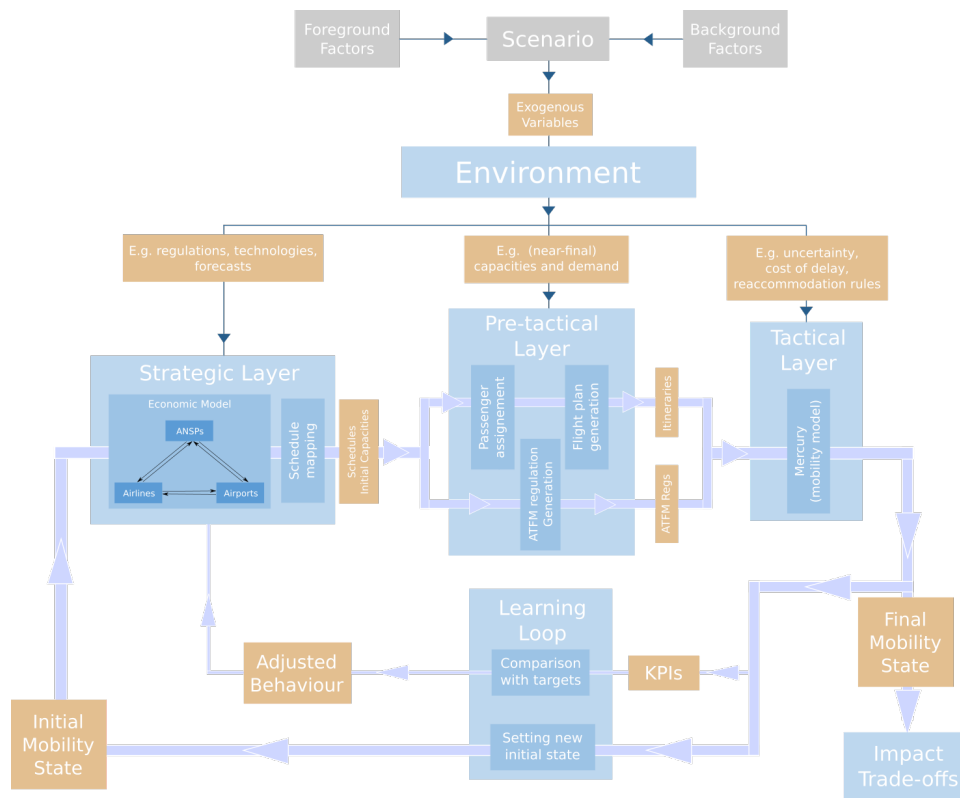 Foreground
Factors
Scenario
Background
Factors
Exogenous
Variables
Environment
E.g. regulations, technologies,
forecasts
E.g. (near-final)
capacities and demand
E.g. uncertainty,
cost of delay,
reaccommodation rules
Strategic Layer
Economic Model
ANSPs
Airlines
Airports
Schedule
mapping
Schedules
Initial Capacities
Pre-tactical
Layer
Passenger
assignement
Flight plan
generation
ATFM regulation
Generation
Itineraries
ATFM Regs
Tactical
Layer
Mercury
(mobility model)
Learning
Loop
Comparison
with targets
KPIs
Adjusted
Behaviour
Setting new
initial state
Initial
Mobility
State
Final
Mobility
State
Impact
Trade-offs